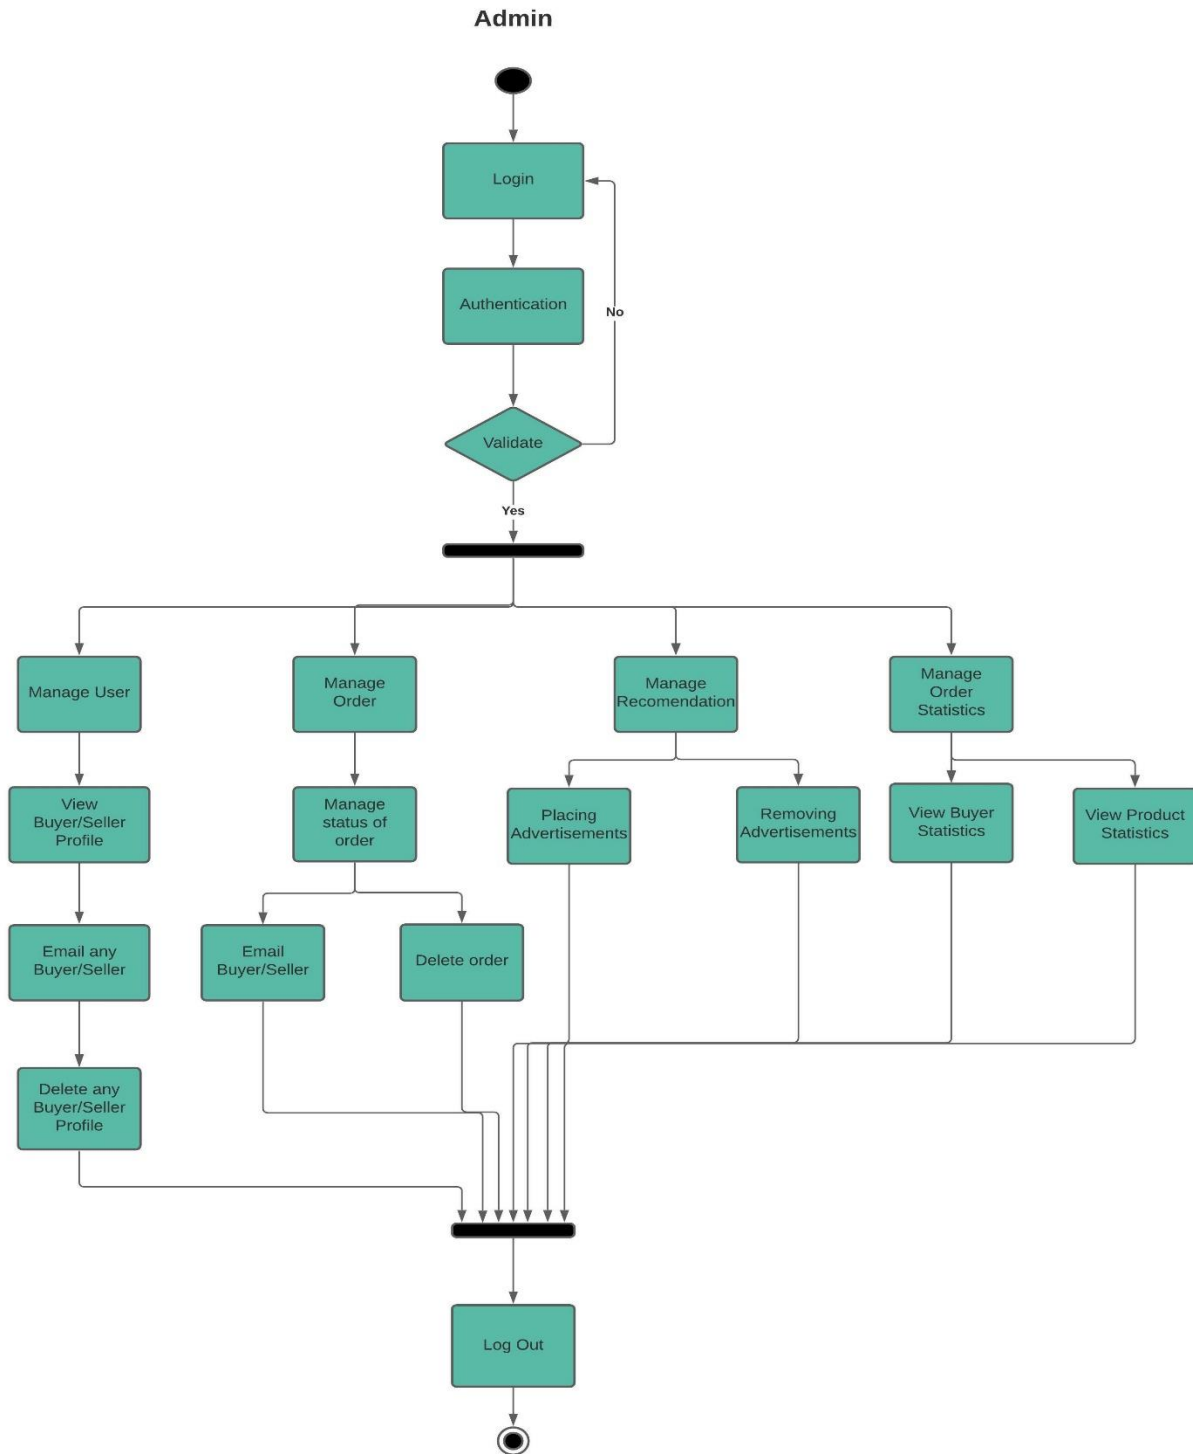 Admin
Login
Authentication
No
Validate
Yes
Manage User
Manage
Order
Manage
Recomendation
Manage
Order
Statistics
View
Buyer/Seller
Profile
Manage
status of
order
Placing
Advertisements
Removing
Advertisements
View Buyer
Statistics
View Product
Statistics
Email any
Buyer/Seller
Email
Buyer/Seller
Delete order
Delete any
Buyer/Seller
Profile
Log Out